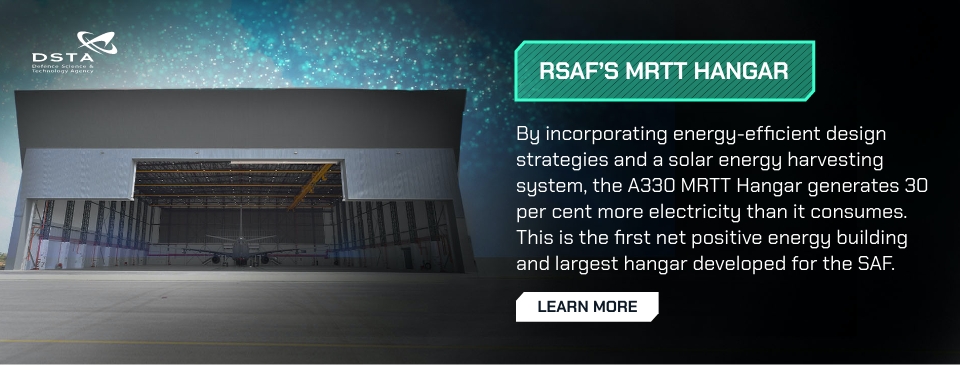 DSTA
Defence Science &
Technology Agency
RSAF'S MRTT HANGAR
By incorporating energy-efficient design
strategies and a solar energy harvesting
system, the A330 MRTT Hangar generates 30
per cent more electricity than it consumes.
This is the first net positive energy building
and largest hangar developed for the SAF.
LEARN MORE